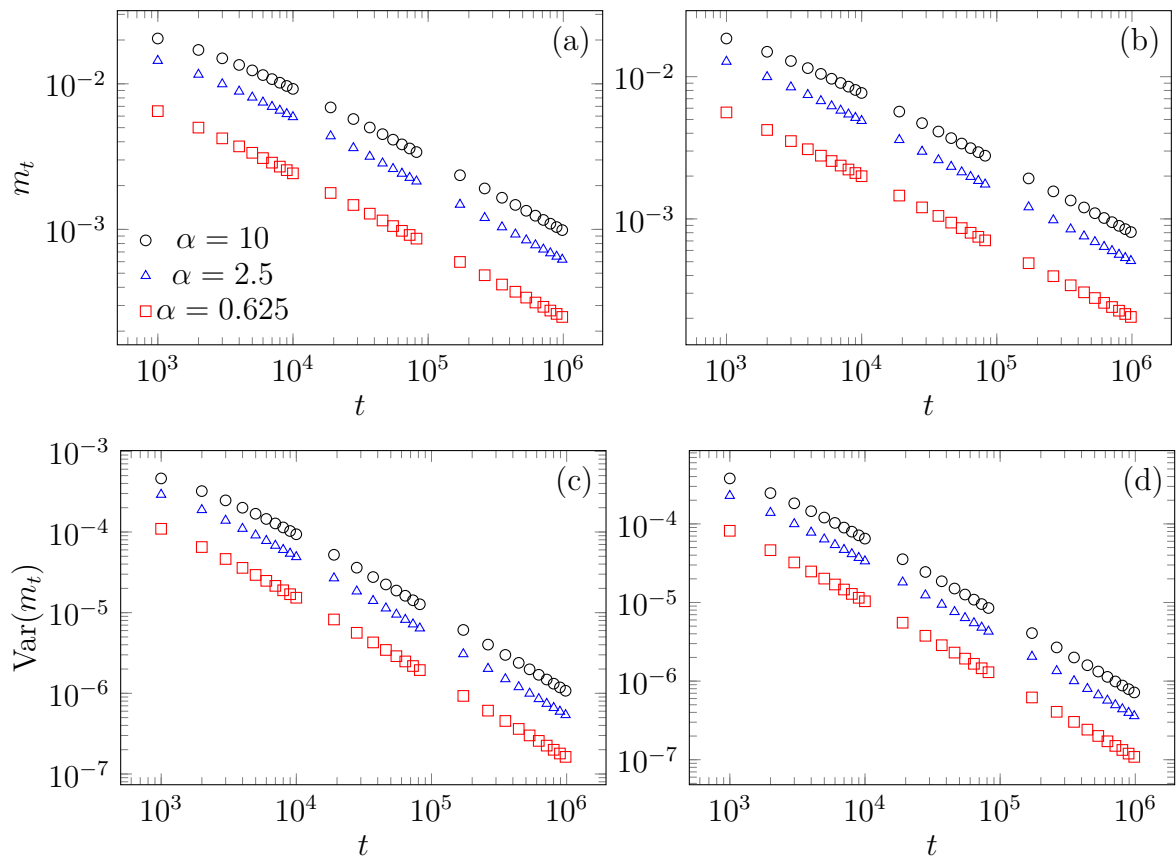 (a)
10^{-2}
10^{-3}
m_t
α = 10
α = 2.5
α = 0.625
10^3 10^4 10^5 10^6
t
(b)
10^{-2}
10^{-3}
10^3 10^4 10^5 10^6
t
(c)
10^{-3}
10^{-4}
10^{-5}
10^{-6}
10^{-7}
Var(m_t)
10^3 10^4 10^5 10^6
t
(d)
10^{-4}
10^{-5}
10^{-6}
10^{-7}
10^3 10^4 10^5 10^6
t